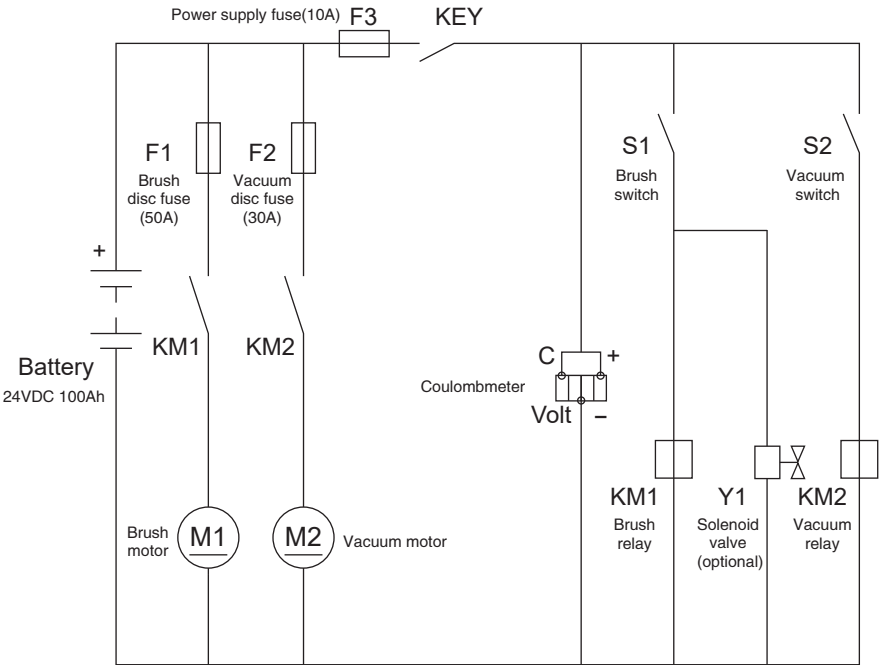 Power supply fuse(10A) F3 KEY
F1
Brush
disc fuse
(50A)
F2
Vacuum
disc fuse
(30A)
S1
Brush
switch
S2
Vacuum
switch
+
KM1
KM2
Battery
24VDC 100Ah
C +
Coulombmeter
Volt −
KM1
Brush
relay
Y1
Solenoid
valve
(optional)
KM2
Vacuum
relay
Brush
motor
M1
M2
Vacuum motor